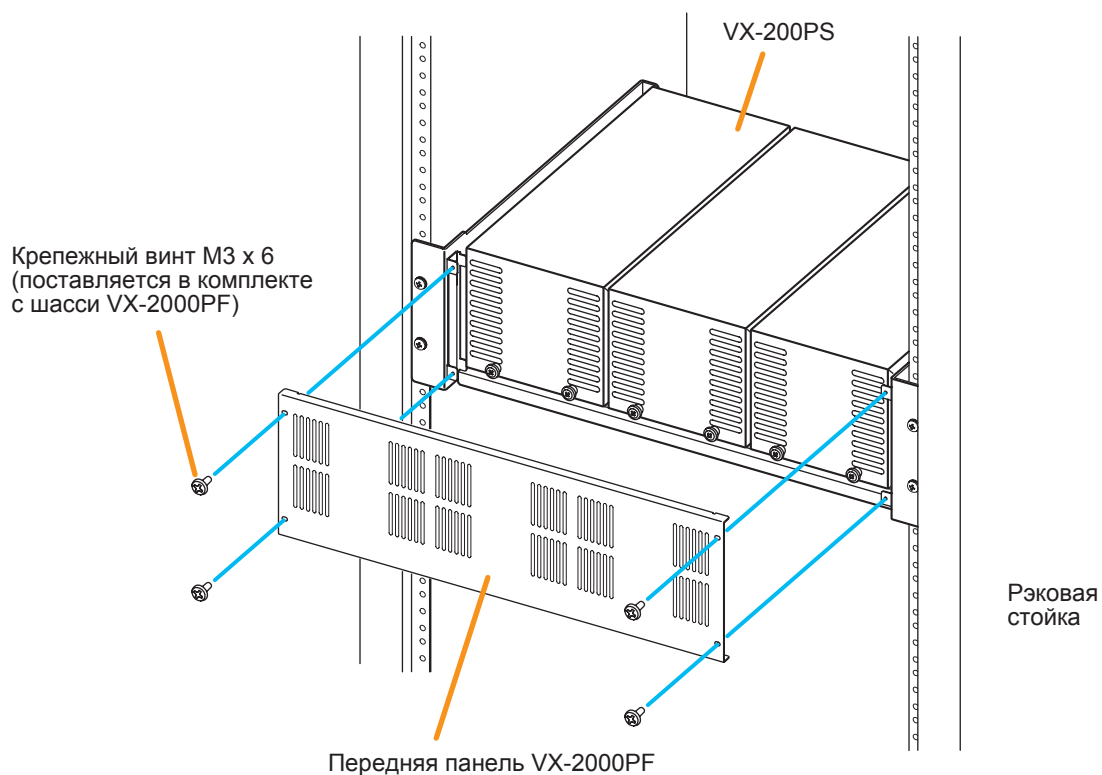 VX-200PS
Крепежный винт M3 x 6
(поставляется в комплекте
с шасси VX-2000PF)
Рэковая
стойка
Передняя панель VX-2000PF